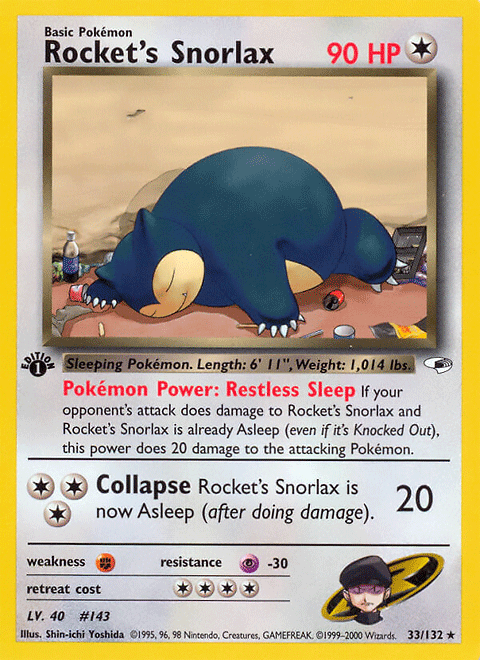 Basic Pokémon
Rocket's Snorlax 90 HP
EDITION
1
Sleeping Pokémon. Length: 6' 11", Weight: 1,014 lbs.
Pokémon Power: Restless Sleep If your
opponent's attack does damage to Rocket's Snorlax and
Rocket's Snorlax is already Asleep (even if it's Knocked Out),
this power does 20 damage to the attacking Pokémon.
Collapse Rocket's Snorlax is 20
now Asleep (after doing damage).
weakness resistance -30
retreat cost
LV. 40 #143
Illus. Shin-ichi Yoshida ©1995, 96, 98 Nintendo, Creatures, GAMEFREAK. ©1999-2000 Wizards. 33/132 ★